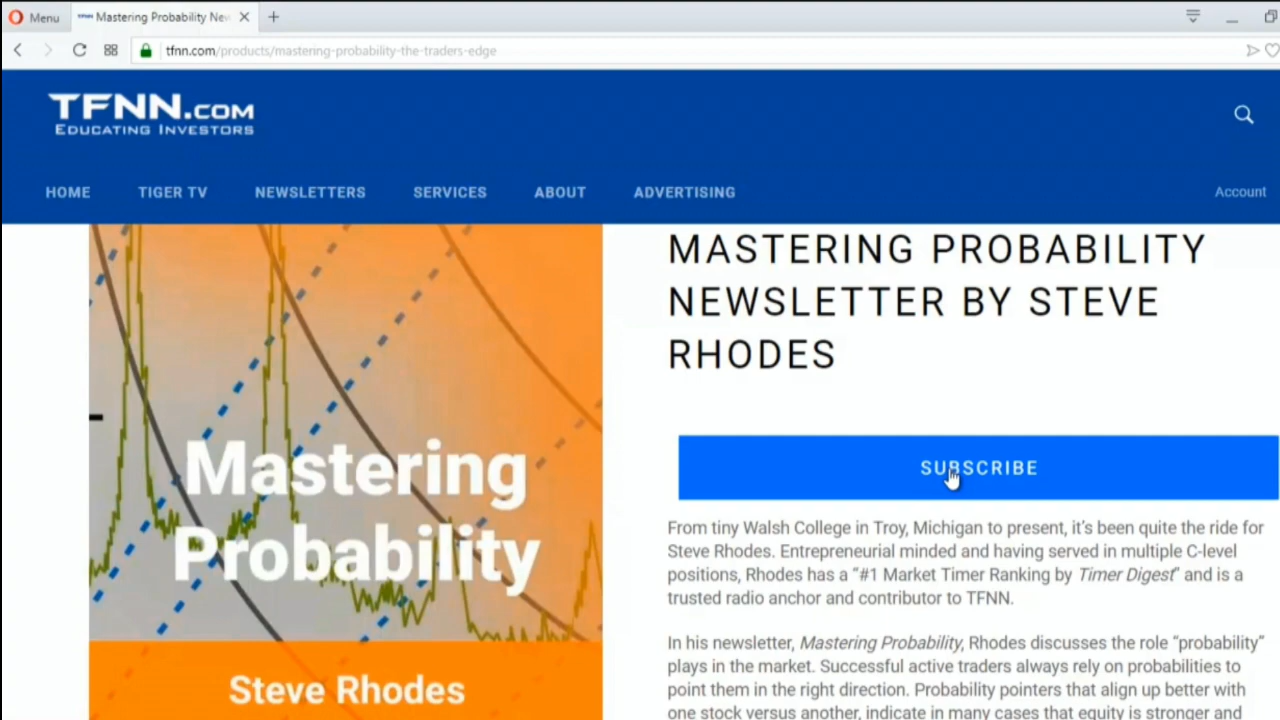 Menu
Mastering Probability New
tfnn.com/products/mastering-probability-the-traders-edge
TFNN.COM
EDUCATING INVESTORS
HOME TIGER TV NEWSLETTERS SERVICES ABOUT ADVERTISING Account
Mastering
Probability
Steve Rhodes
MASTERING PROBABILITY
NEWSLETTER BY STEVE
RHODES
SUBSCRIBE
From tiny Walsh College in Troy, Michigan to present, it’s been quite the ride for
Steve Rhodes. Entrepreneurial minded and having served in multiple C-level
positions, Rhodes has a “#1 Market Timer Ranking by Timer Digest” and is a
trusted radio anchor and contributor to TFNN.
In his newsletter, Mastering Probability, Rhodes discusses the role “probability”
plays in the market. Successful active traders always rely on probabilities to
point them in the right direction. Probability pointers that align up better with
one stock versus another, indicate in many cases that equity is stronger and